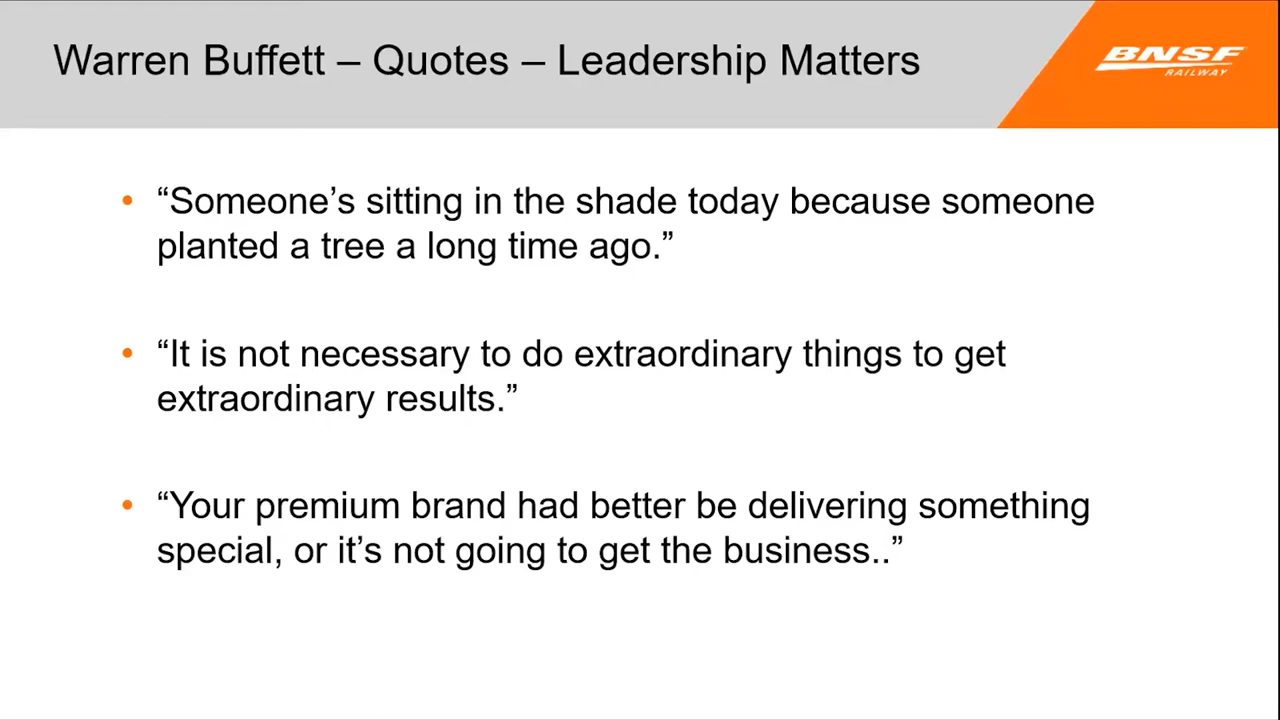 Warren Buffett – Quotes – Leadership Matters
BNSF
RAILWAY
• “Someone’s sitting in the shade today because someone
planted a tree a long time ago.”
• “It is not necessary to do extraordinary things to get
extraordinary results.”
• “Your premium brand had better be delivering something
special, or it’s not going to get the business..”